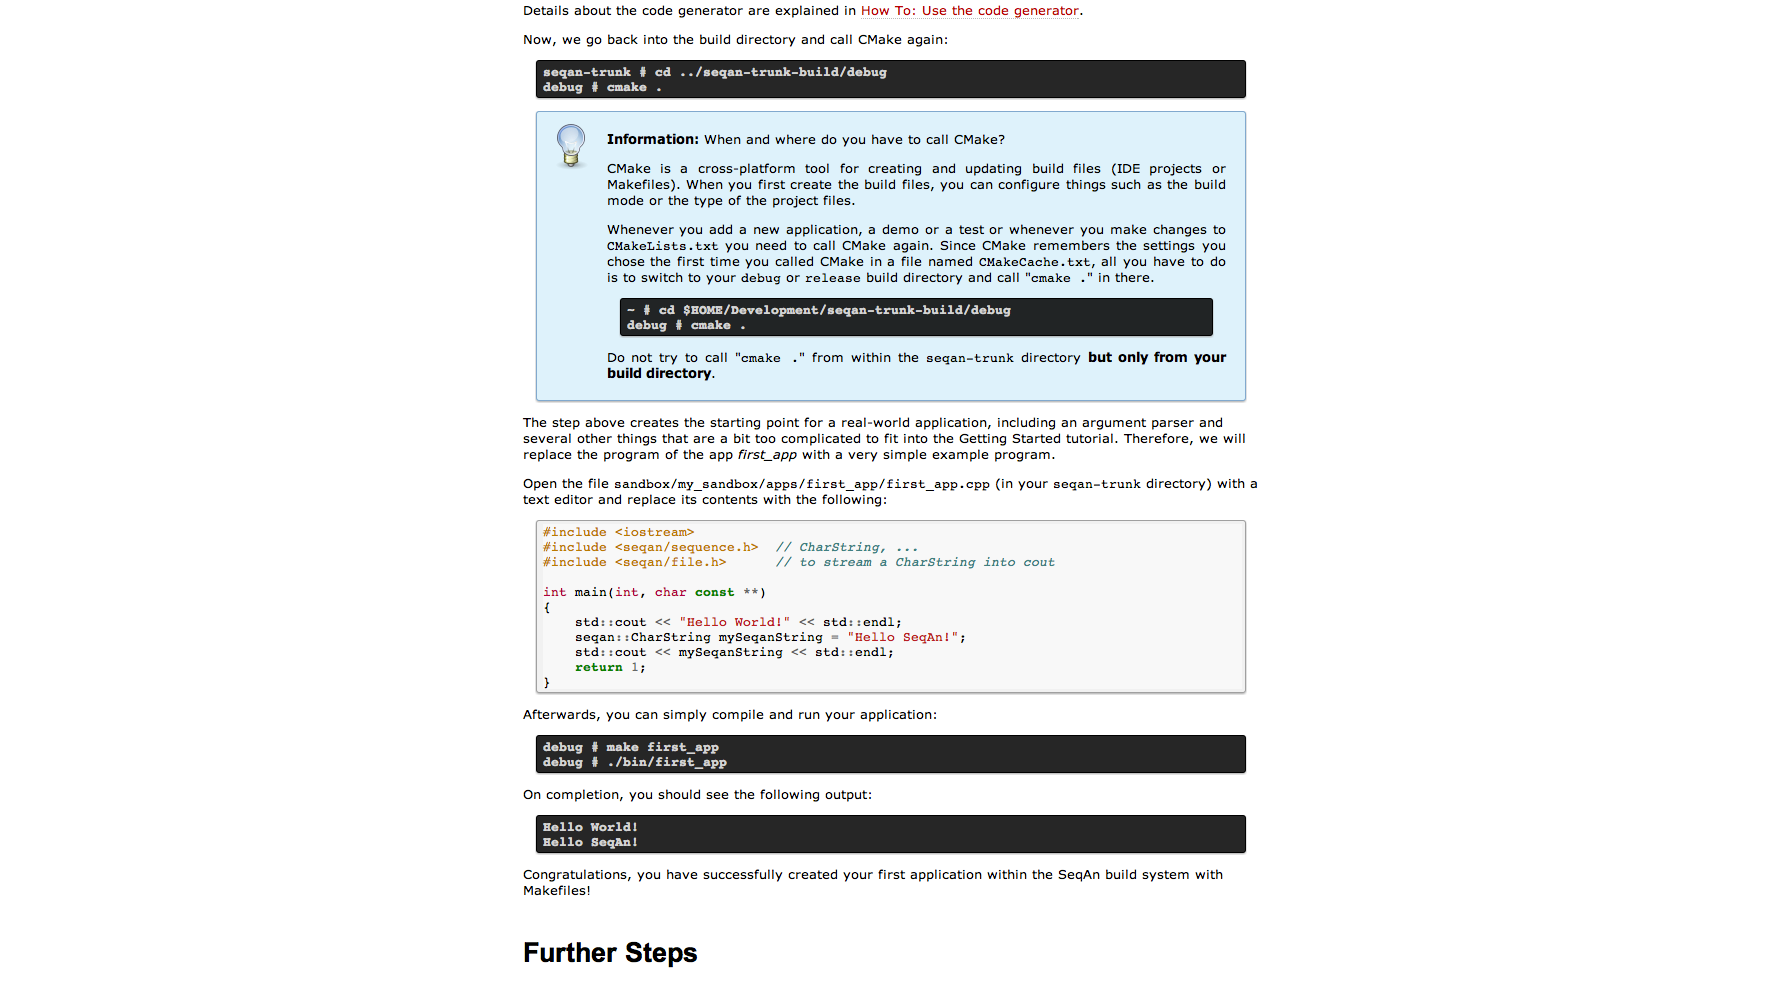 Details about the code generator are explained in How To: Use the code generator.
Now, we go back into the build directory and call CMake again:
seqan-trunk # cd ../seqan-trunk-build/debug
debug # cmake .
Information: When and where do you have to call CMake?
CMake is a cross-platform tool for creating and updating build files (IDE projects or
Makefiles). When you first create the build files, you can configure things such as the build
mode or the type of the project files.
Whenever you add a new application, a demo or a test or whenever you make changes to
CMakeLists.txt you need to call CMake again. Since CMake remembers the settings you
chose the first time you called CMake in a file named CMakeCache.txt, all you have to do
is to switch to your debug or release build directory and call "cmake ." in there.
~ # cd $HOME/Development/seqan-trunk-build/debug
debug # cmake .
Do not try to call "cmake ." from within the seqan-trunk directory but only from your
build directory.
The step above creates the starting point for a real-world application, including an argument parser and
several other things that are a bit too complicated to fit into the Getting Started tutorial. Therefore, we will
replace the program of the app first_app with a very simple example program.
Open the file sandbox/my_sandbox/apps/first_app/first_app.cpp (in your seqan-trunk directory) with a
text editor and replace its contents with the following:
#include <iostream>
#include <seqan/sequence.h>  // CharString, ...
#include <seqan/file.h>      // to stream a CharString into cout
int main(int, char const **)
{
    std::cout << "Hello World!" << std::endl;
    seqan::CharString mySeqanString = "Hello SeqAn!";
    std::cout << mySeqanString << std::endl;
    return 1;
}
Afterwards, you can simply compile and run your application:
debug # make first_app
debug # ./bin/first_app
On completion, you should see the following output:
Hello World!
Hello SeqAn!
Congratulations, you have successfully created your first application within the SeqAn build system with
Makefiles!
Further Steps